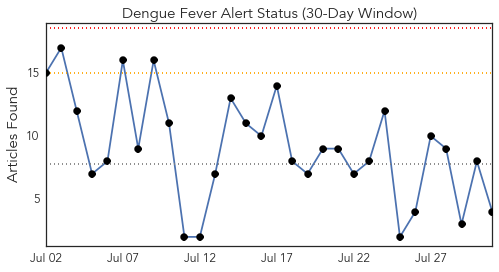 Dengue Fever Alert Status (30-Day Window)
Articles Found
15
10
5
Jul 02
Jul 07
Jul 12
Jul 17
Jul 22
Jul 27